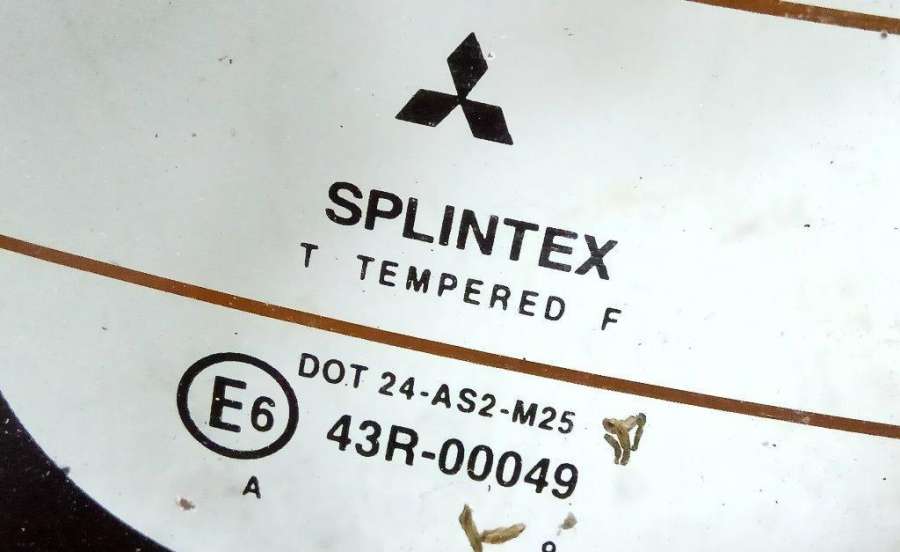 SPLINTEX
T TEMPERED F
DOT 24-AS2-M25
E6
43R-00049
A